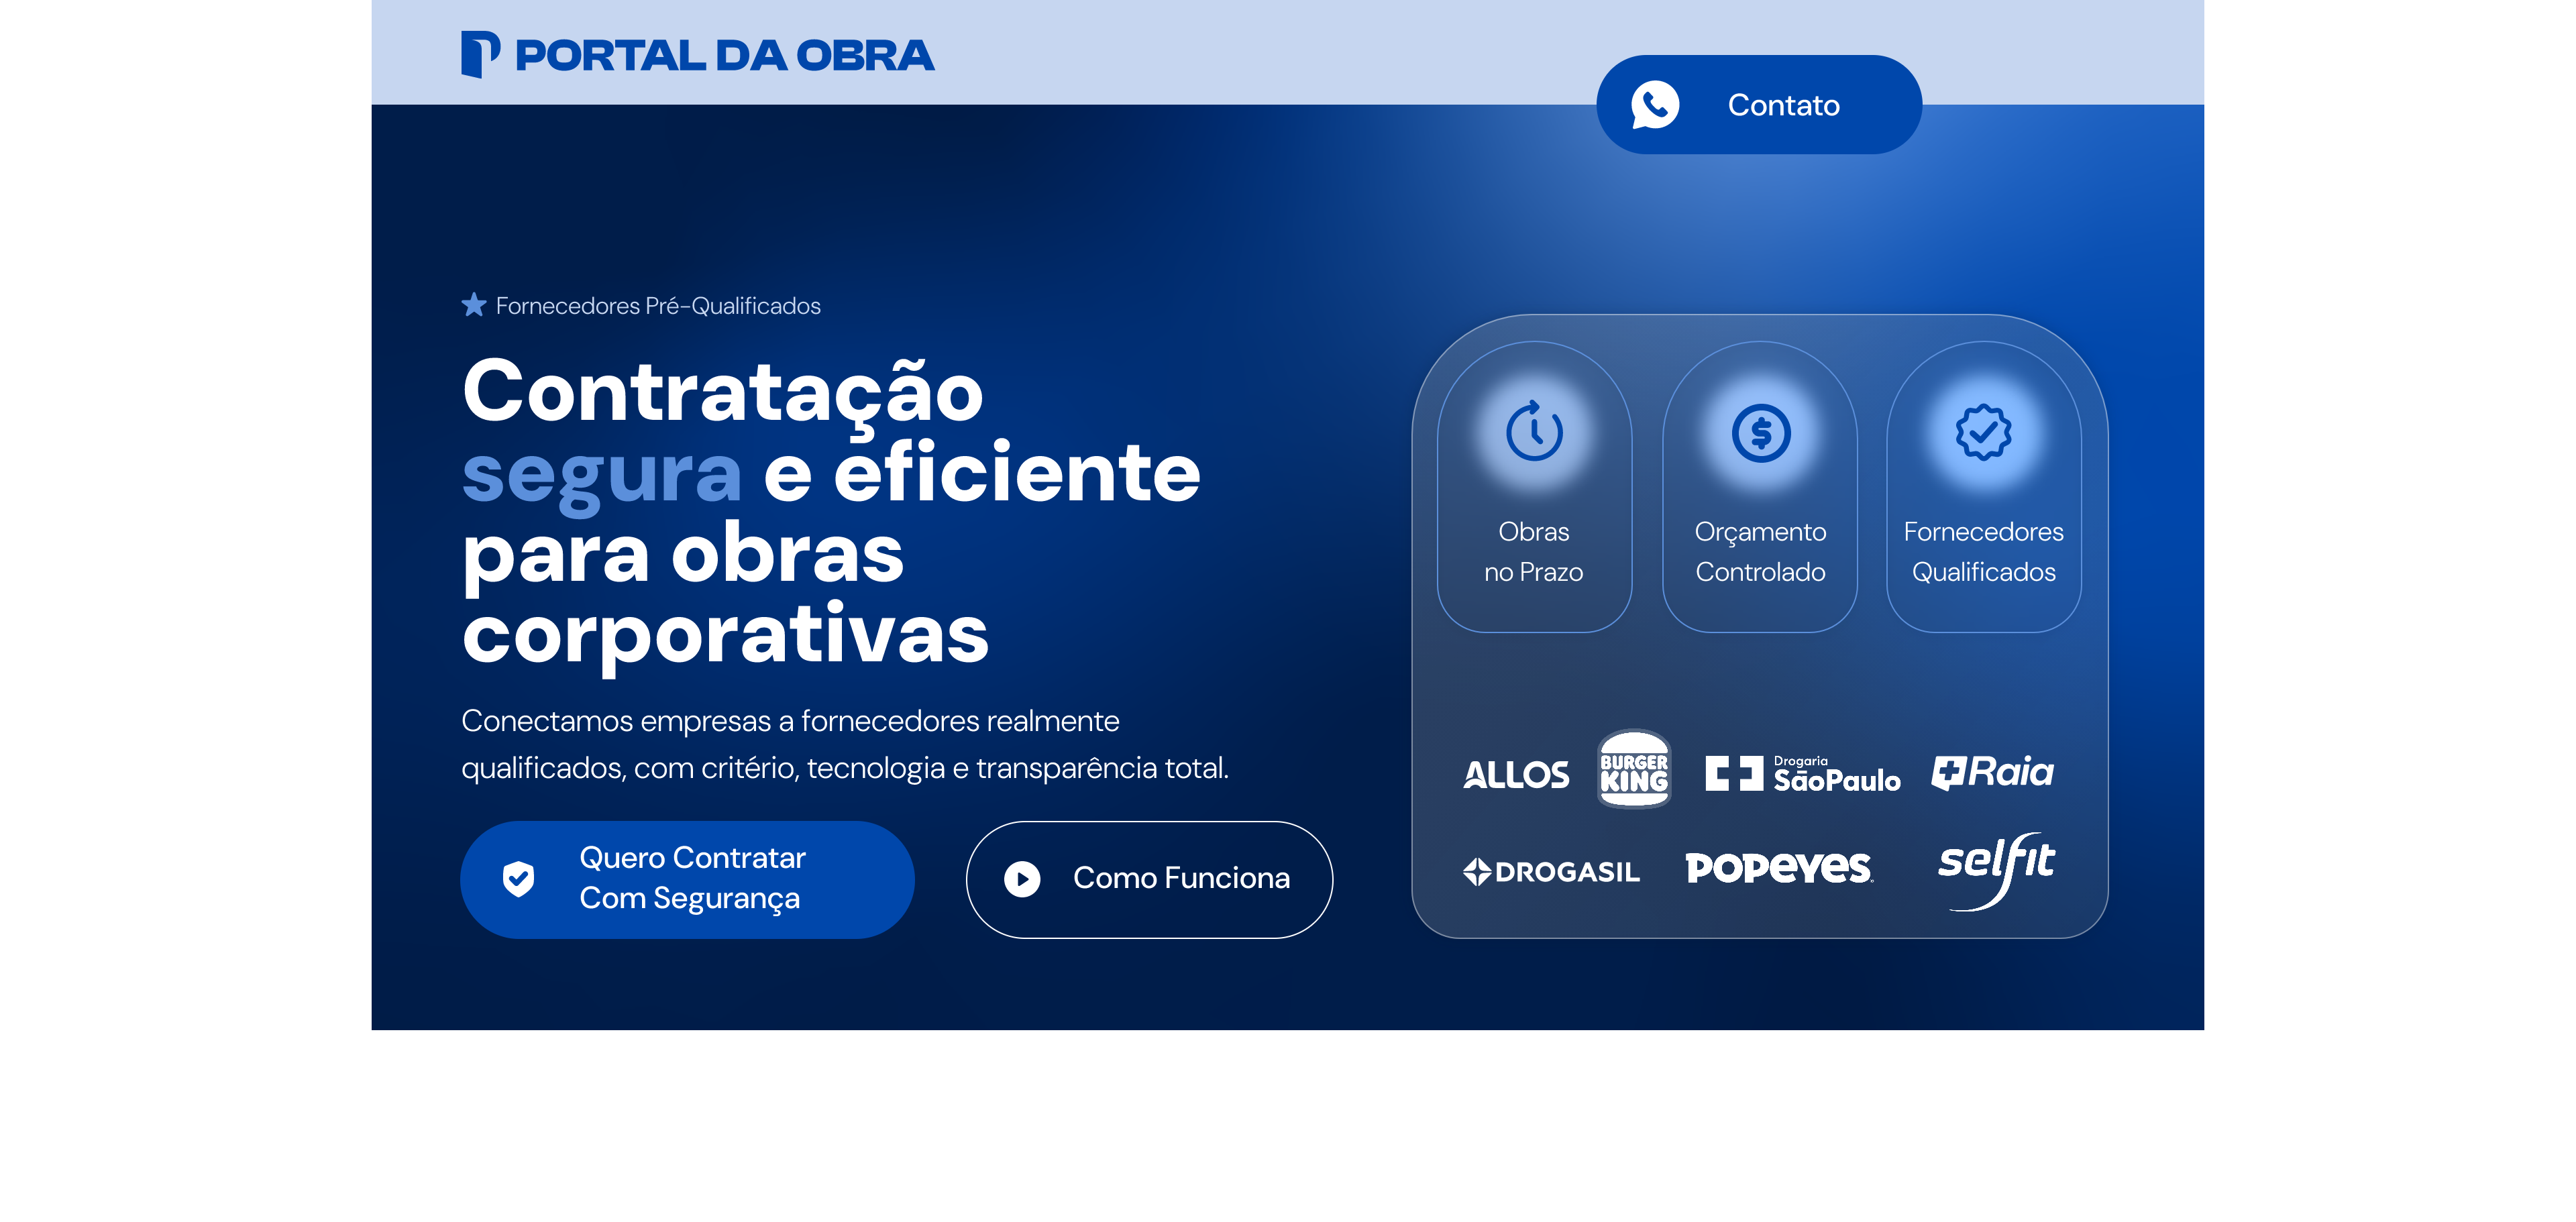 PORTAL DA OBRA
Contato
Fornecedores Pré-Qualificados
Contratação
segura e eficiente
para obras
corporativas
Conectamos empresas a fornecedores realmente
qualificados, com critério, tecnologia e transparência total.
Quero Contratar
Com Segurança
Como Funciona
Obras
no Prazo
Orçamento
Controlado
Fornecedores
Qualificados
ALLOS
BURGER
KING
Drogaria
SãoPaulo
Raia
DROGASIL
POPEYES
selfit